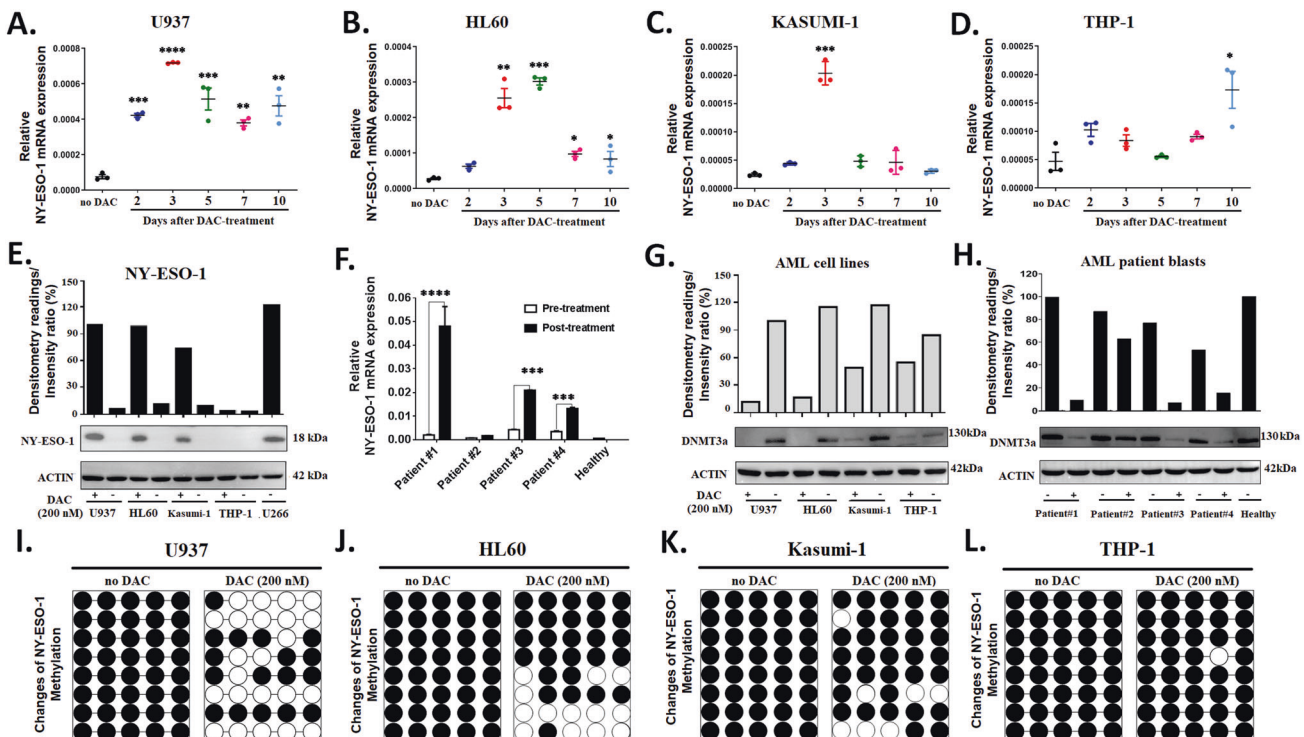 A.
U937
Relative
NY-ESO-1 mRNA expression
0.0008
0.0006
0.0004
0.0002
0.0000
****
***
***
**
**
no DAC
2
3
5
7
10
Days after DAC-treatment
B.
HL60
Relative
NY-ESO-1 mRNA expression
0.0004
0.0003
0.0002
0.0001
0.0000
**
***
*
*
no DAC
2
3
5
7
10
Days after DAC-treatment
C.
KASUMI-1
Relative
NY-ESO-1 mRNA expression
0.00025
0.00020
0.00015
0.00010
0.00005
0.00000
***
no DAC
2
3
5
7
10
Days after DAC-treatment
D.
THP-1
Relative
NY-ESO-1 mRNA expression
0.00025
0.00020
0.00015
0.00010
0.00005
0.00000
*
no DAC
2
3
5
7
10
Days after DAC-treatment
E.
NY-ESO-1
Densitometry readings/
Insensity ratio (%)
150
120
90
60
30
0
NY-ESO-1
18 kDa
ACTIN
42 kDa
+ - + - + - + - -
DAC
(200 nM)
U937 HL60 Kasumi-1 THP-1 .U266
F.
Relative
NY-ESO-1 mRNA expression
0.06
0.05
0.04
0.03
0.02
0.01
0.00
****
***
***
Pre-treatment
Post-treatment
Patient #1
Patient #2
Patient #3
Patient #4
Healthy
G.
AML cell lines
Densitometry readings/
Insensity ratio (%)
150
120
90
60
30
0
DNMT3a
130kDa
ACTIN
42kDa
DAC
(200 nM)
+ - + - + - + -
U937 HL60 Kasumi-1 THP-1
H.
AML patient blasts
Densitometry readings/
Insensity ratio (%)
120
100
80
60
40
20
0
DNMT3a
130kDa
ACTIN
42kDa
- + - + - + - + -
Patient#1 Patient#2 Patient#3 Patient#4 Healthy
I.
U937
no DAC
DAC (200 nM)
Changes of NY-ESO-1
Methylation
J.
HL60
no DAC
DAC (200 nM)
Changes of NY-ESO-1
Methylation
K.
Kasumi-1
no DAC
DAC (200 nM)
Changes of NY-ESO-1
Methylation
L.
THP-1
no DAC
DAC (200 nM)
Changes of NY-ESO-1
Methylation